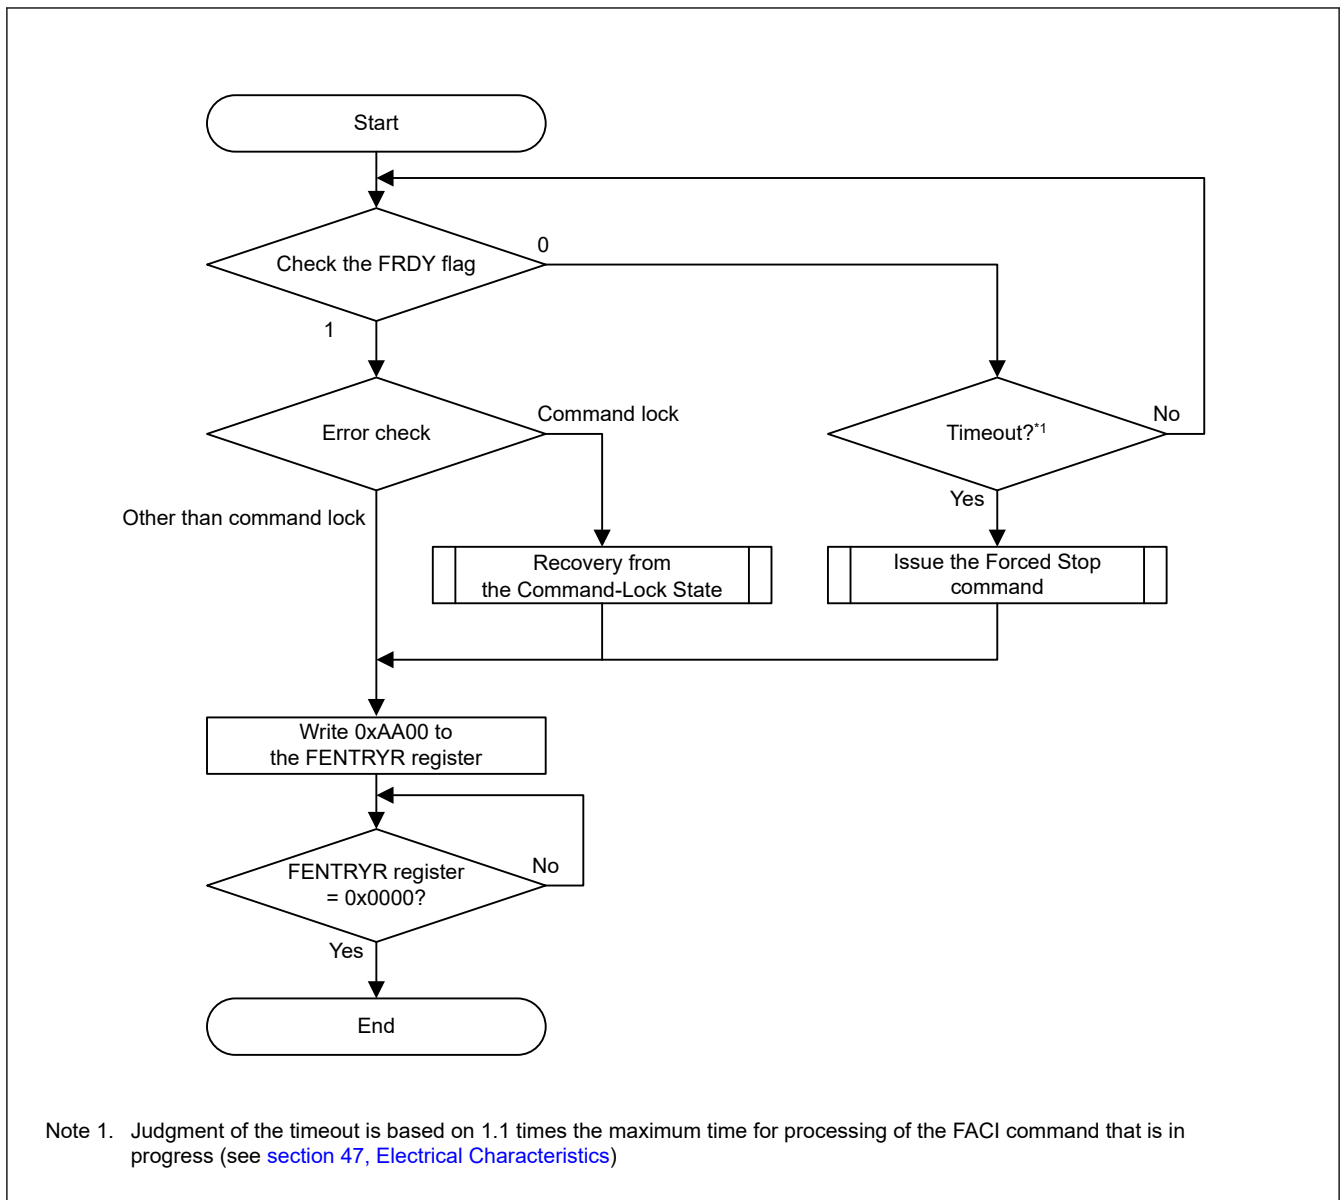 Start
Check the FRDY flag
0
1
Error check
Command lock
Timeout?*1
No
Other than command lock
Yes
Recovery from
the Command-Lock State
Issue the Forced Stop
command
Write 0xAA00 to
the FENTRYR register
FENTRYR register
= 0x0000?
No
Yes
End
Note 1. Judgment of the timeout is based on 1.1 times the maximum time for processing of the FACI command that is in
progress (see section 47, Electrical Characteristics)